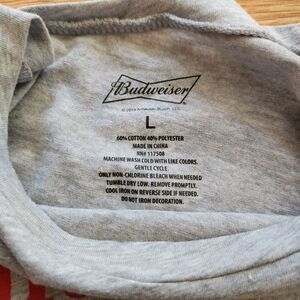 Budweiser
© 2018 Anheuser-Busch, LLC.
L
60% COTTON 40% POLYESTER
MADE IN CHINA
RN# 117508
MACHINE WASH COLD WITH LIKE COLORS.
GENTLE CYCLE.
ONLY NON-CHLORINE BLEACH WHEN NEEDED
TUMBLE DRY LOW. REMOVE PROMPTLY.
COOL IRON ON REVERSE SIDE IF NEEDED.
DO NOT IRON DECORATION.